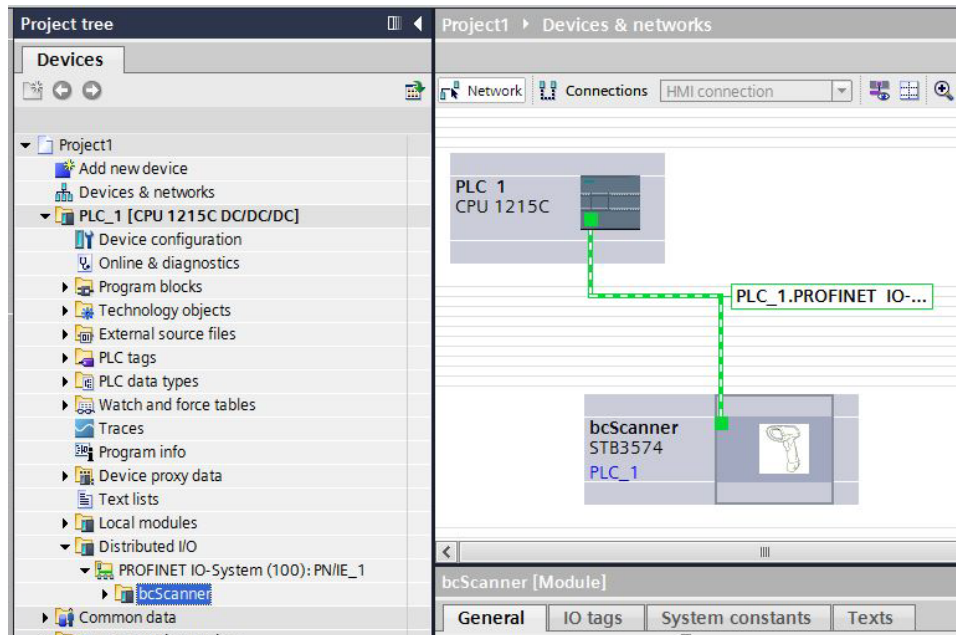 Project tree
Devices
Project1
Add new device
Devices & networks
PLC_1 [CPU 1215C DC/DC/DC]
Device configuration
Online & diagnostics
Program blocks
Technology objects
External source files
PLC tags
PLC data types
Watch and force tables
Traces
Program info
Device proxy data
Text lists
Local modules
Distributed I/O
PROFINET IO-System (100): PN/IE_1
bcScanner
Common data
Project1 Devices & networks
Network Connections HMI connection
PLC 1
CPU 1215C
PLC_1.PROFINET IO-...
bcScanner
STB3574
PLC_1
bcScanner [Module]
General IO tags System constants Texts